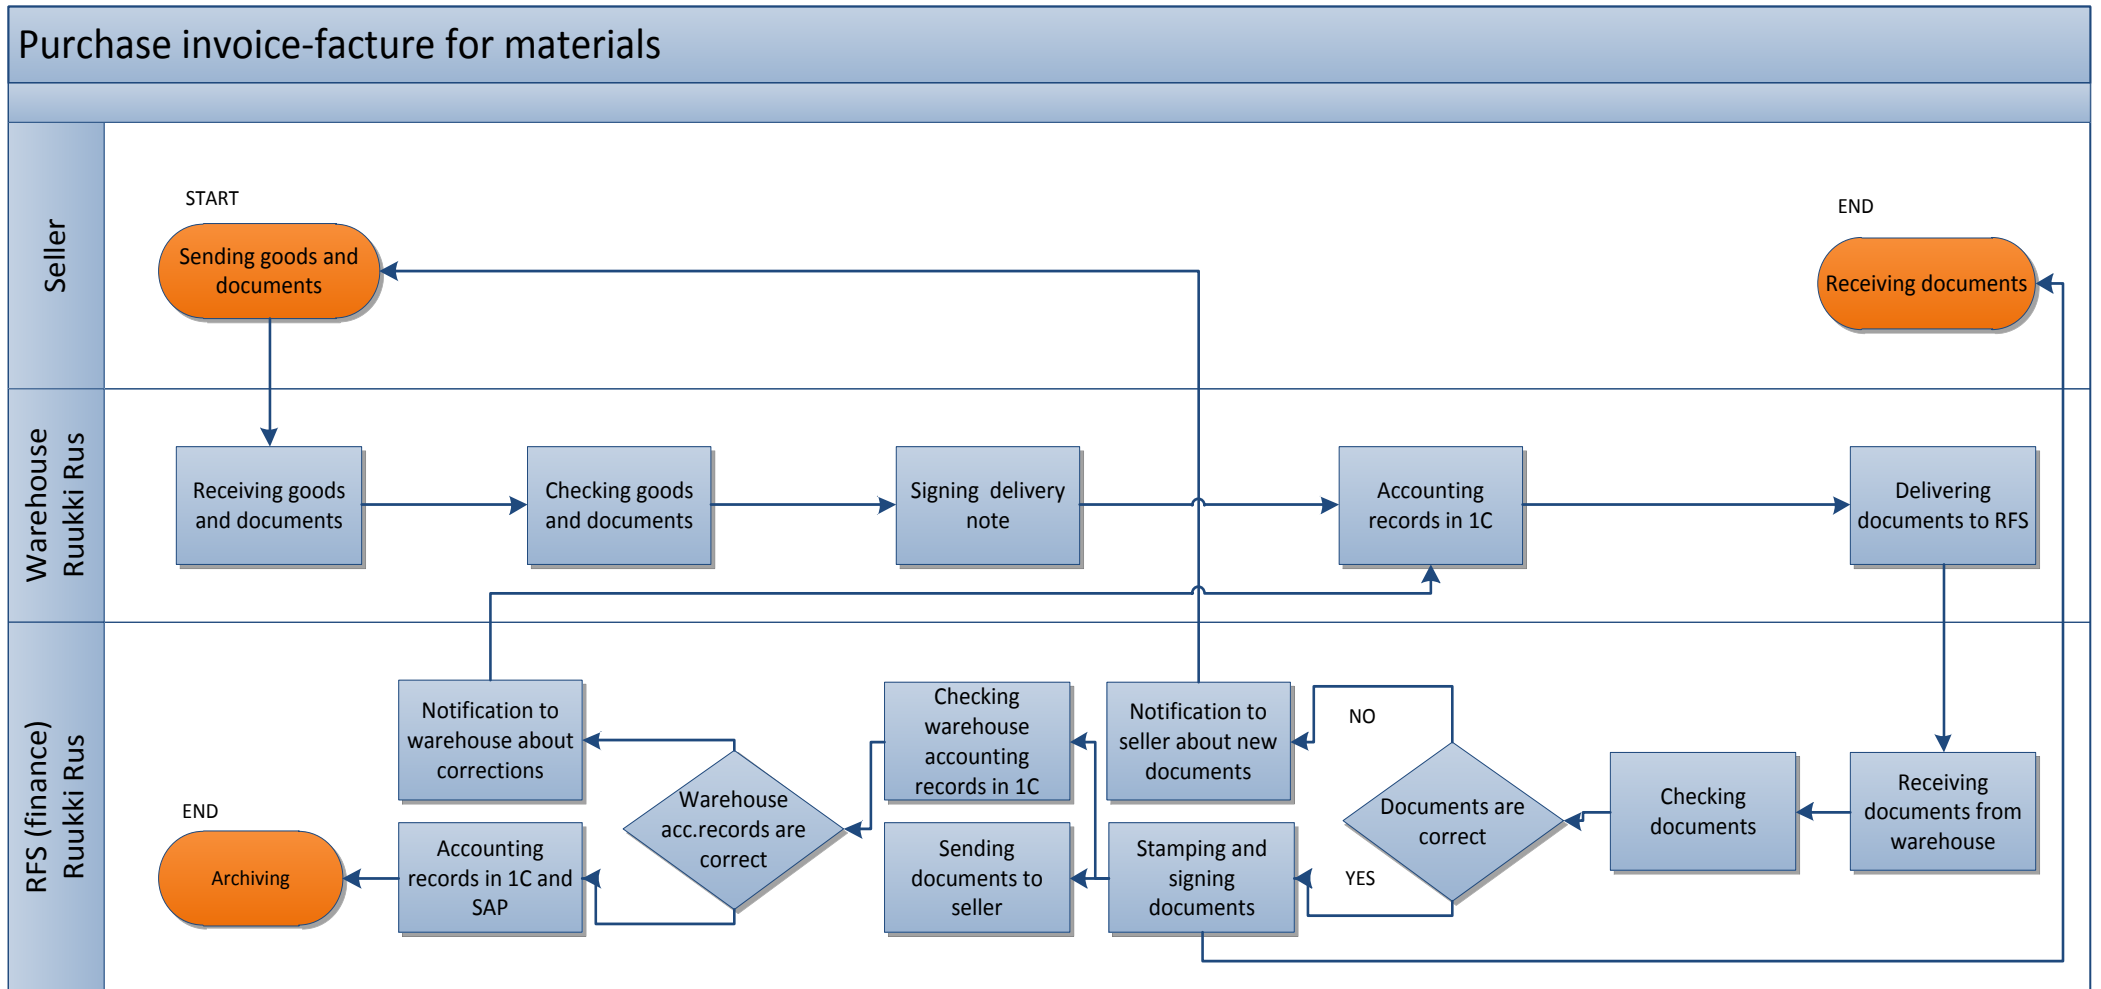 Purchase invoice-facture for materials
Seller
START
Sending goods and
documents
END
Receiving documents
Warehouse
Ruukki Rus
Receiving goods
and documents
Checking goods
and documents
Signing delivery
note
Accounting
records in 1C
Delivering
documents to RFS
RFS (finance)
Ruukki Rus
Notification to
warehouse about
corrections
Checking
warehouse
accounting
records in 1C
Notification to
seller about new
documents
NO
Documents are
correct
Checking
documents
Receiving
documents from
warehouse
Warehouse
acc.records are
correct
END
Archiving
Accounting
records in 1C and
SAP
Sending
documents to
seller
Stamping and
signing
documents
YES